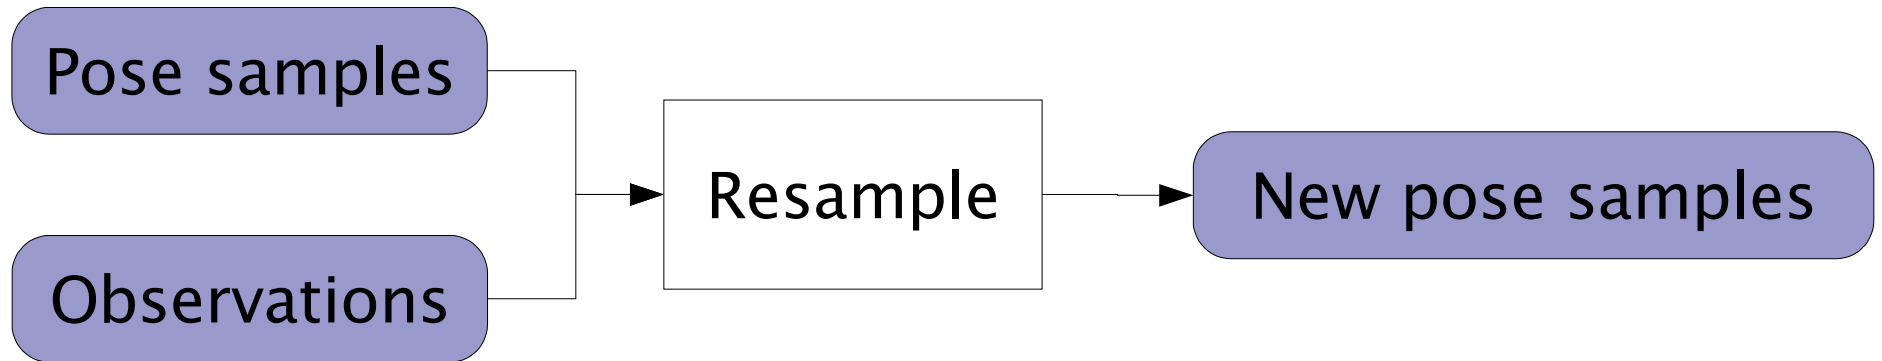 Pose samples
Observations
Resample
New pose samples